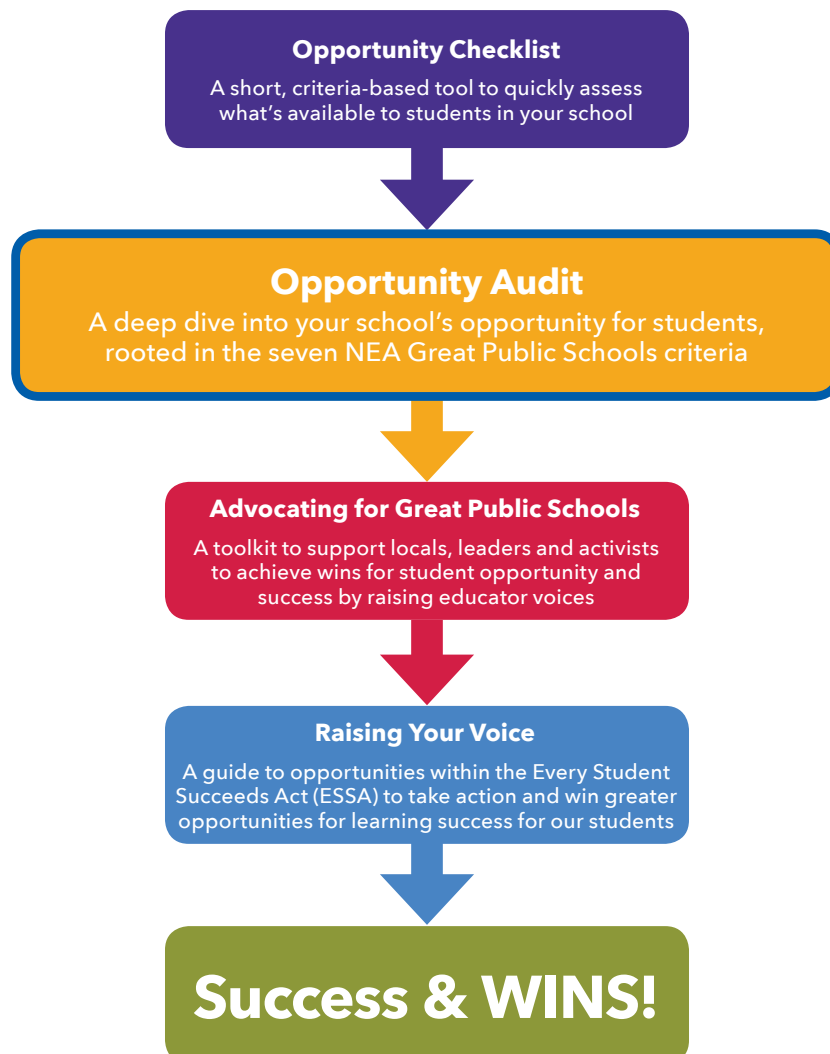 Opportunity Checklist
A short, criteria-based tool to quickly assess
what’s available to students in your school
Opportunity Audit
A deep dive into your school’s opportunity for students,
rooted in the seven NEA Great Public Schools criteria
Advocating for Great Public Schools
A toolkit to support locals, leaders and activists
to achieve wins for student opportunity and
success by raising educator voices
Raising Your Voice
A guide to opportunities within the Every Student
Succeeds Act (ESSA) to take action and win greater
opportunities for learning success for our students
Success & WINS!